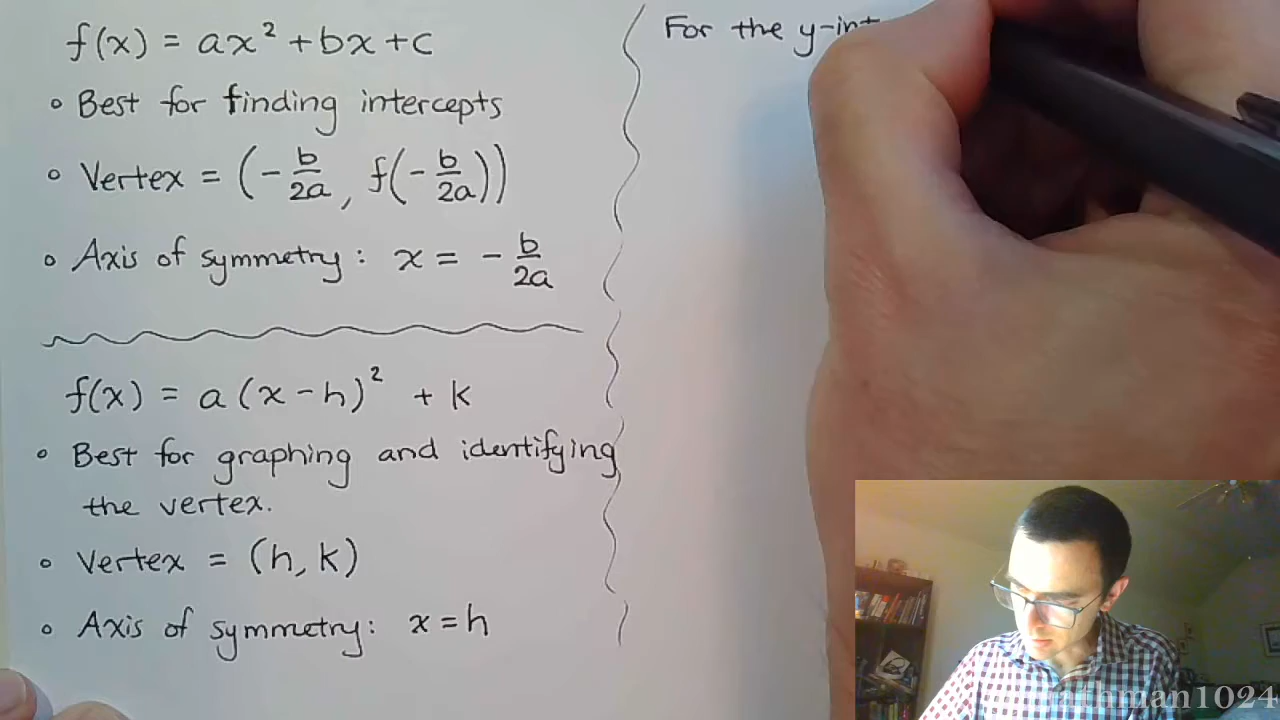 f(x) = ax² + bx + c
∘ Best for finding intercepts
∘ Vertex = (-b/2a, f(-b/2a))
∘ Axis of symmetry: x = -b/2a
f(x) = a(x-h)² + k
∘ Best for graphing and identifying
the vertex.
∘ Vertex = (h, k)
∘ Axis of symmetry: x = h
For the y-int